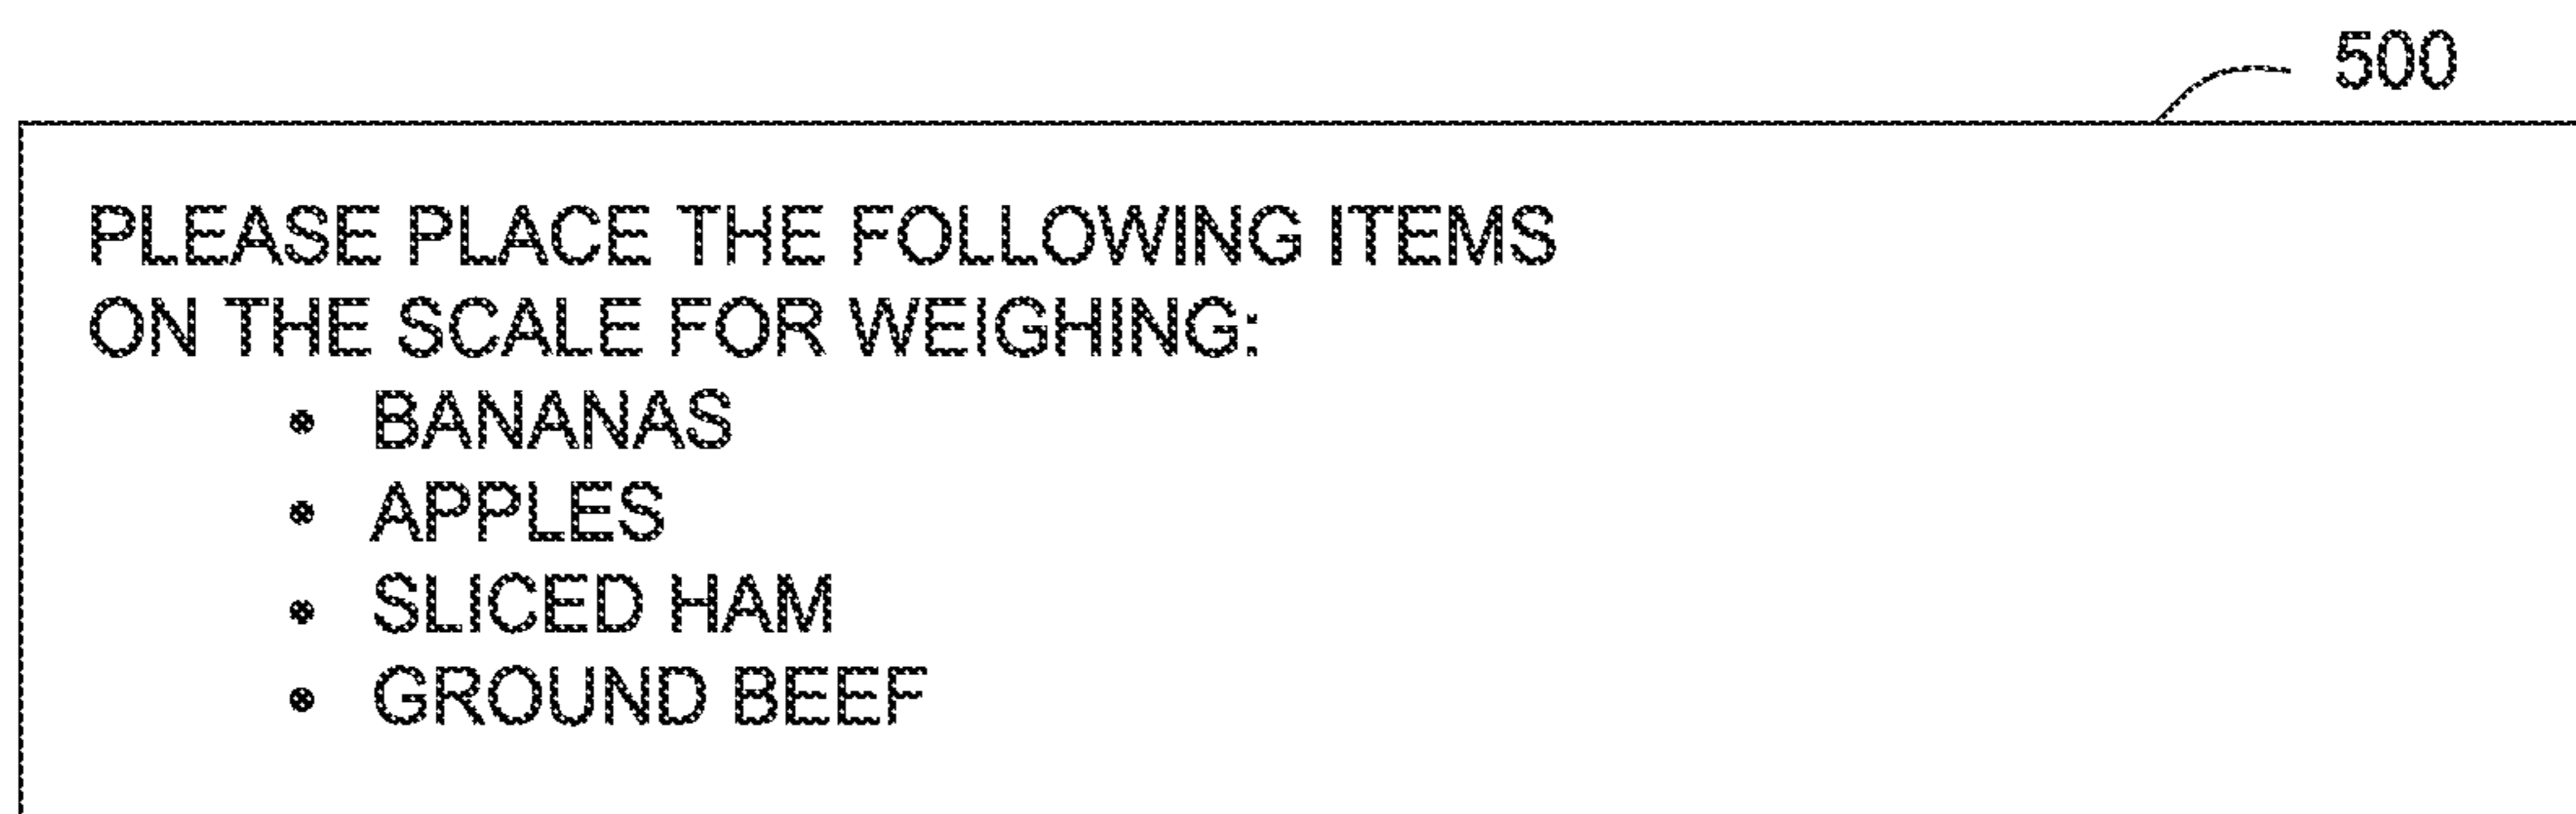 500
PLEASE PLACE THE FOLLOWING ITEMS
ON THE SCALE FOR WEIGHING:
• BANANAS
• APPLES
• SLICED HAM
• GROUND BEEF